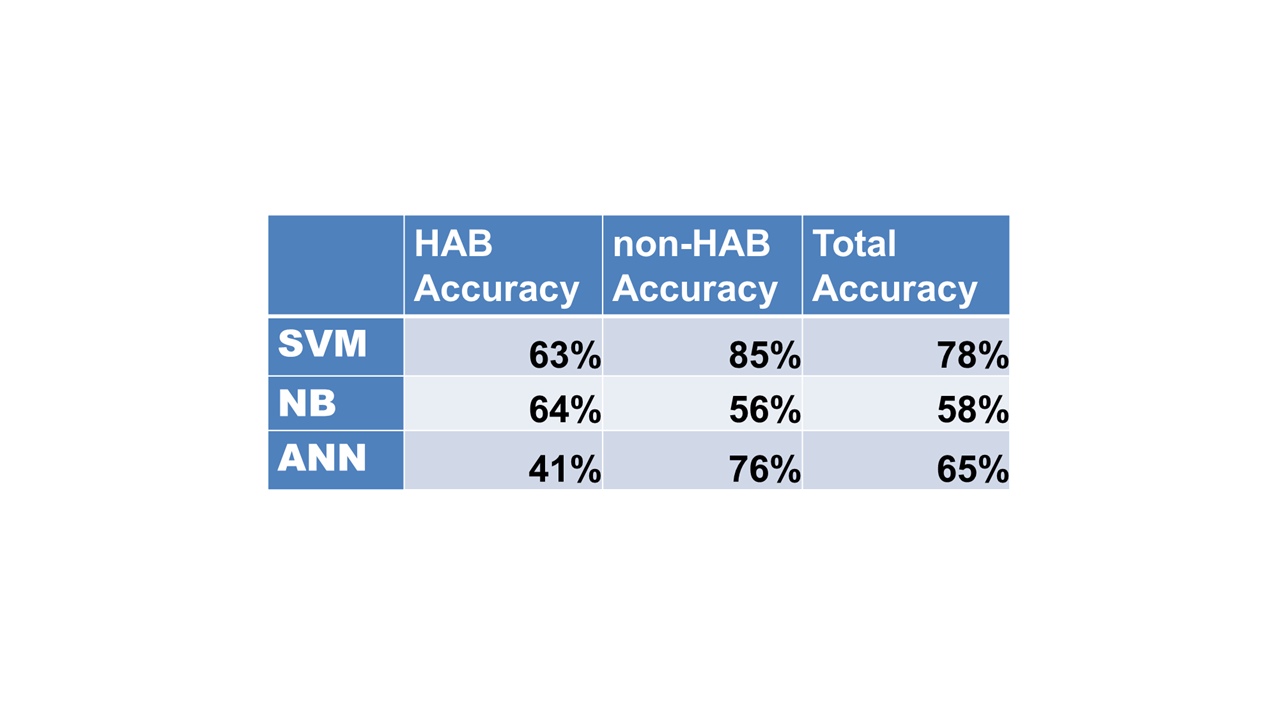 HAB Accuracy non-HAB Accuracy Total Accuracy
SVM 63% 85% 78%
NB 64% 56% 58%
ANN 41% 76% 65%